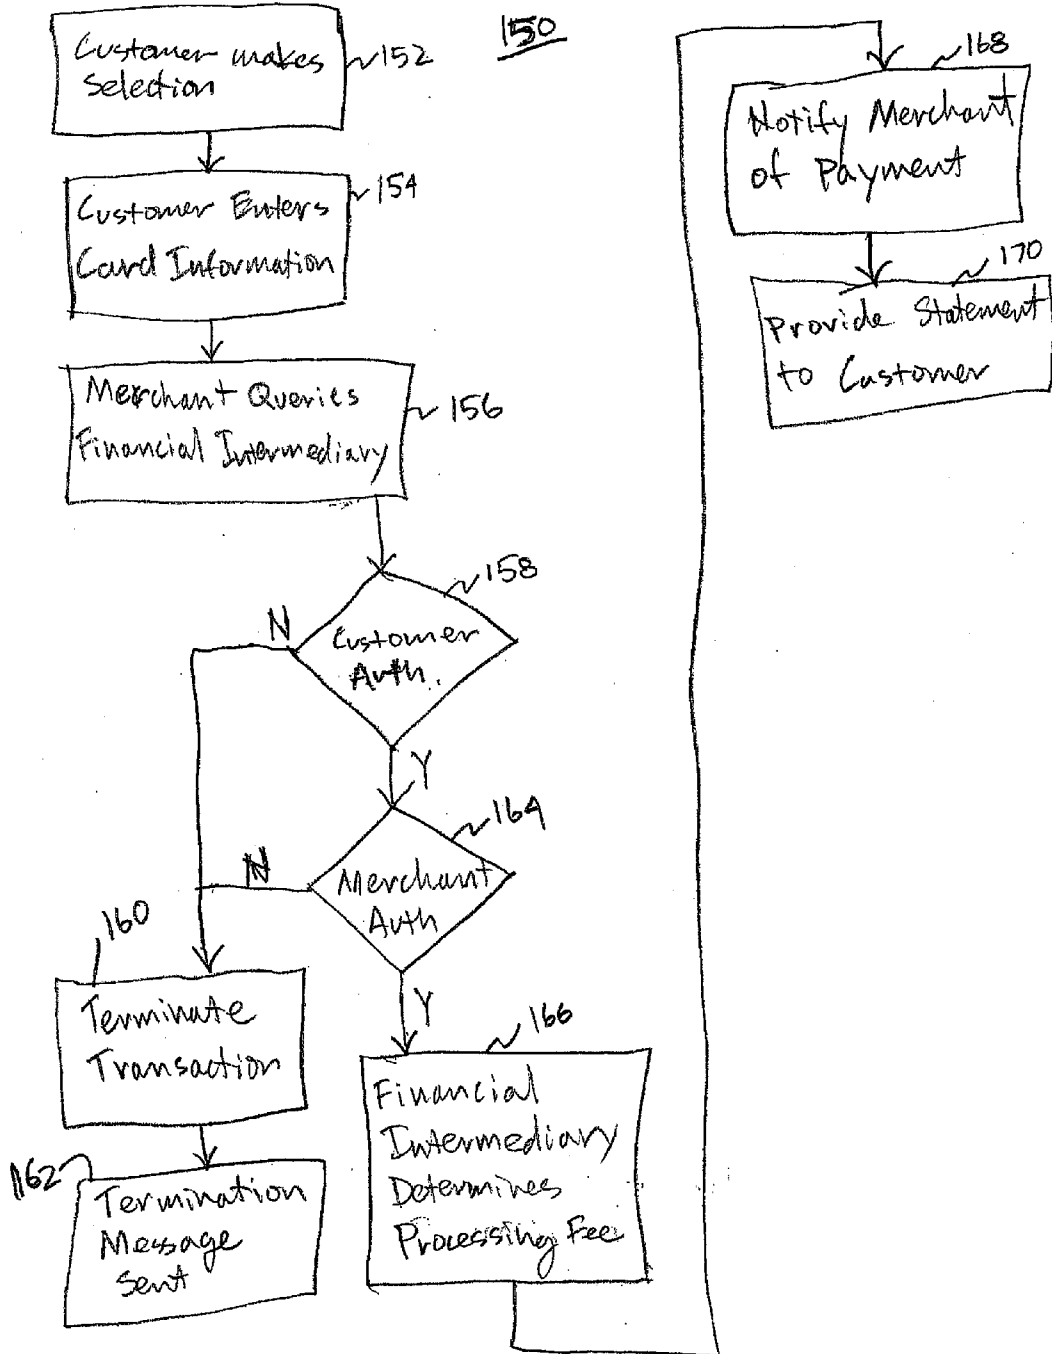 150
Customer makes
Selection
152
Customer Enters
Card Information
154
Merchant Queries
Financial Intermediary
156
158
Customer
Auth.
N
Y
164
Merchant
Auth
N
Y
160
Terminate
Transaction
162
Termination
Message
Sent
166
Financial
Intermediary
Determines
Processing Fee
168
Notify Merchant
of Payment
170
Provide Statement
to Customer